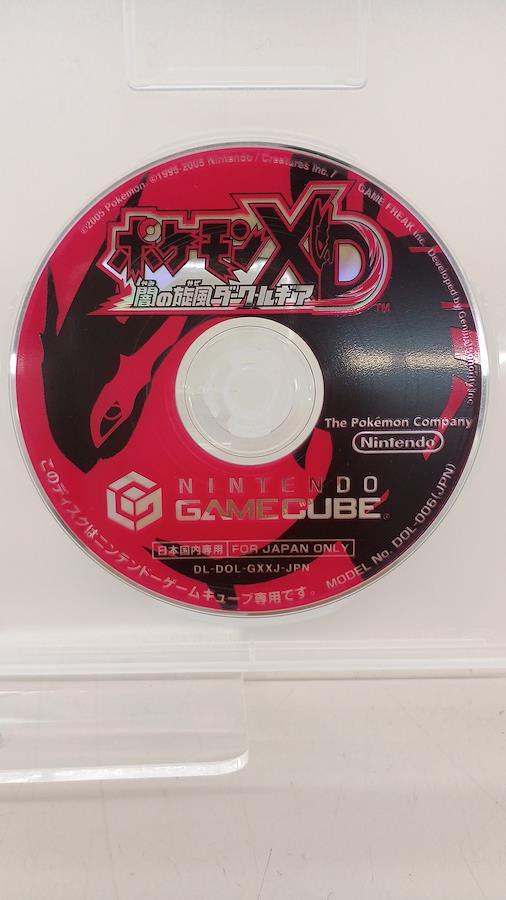 ©2005 Pokémon. ©1995-2005 Nintendo / Creatures Inc. / GAME FREAK inc. Developed by Genius Sonority Inc.
ポケモンXD
やみ かぜ
闇の旋風ダーク・ルギア
TM
The Pokémon Company
Nintendo
NINTENDO
GAMECUBE®
日本国内専用 FOR JAPAN ONLY
DL-DOL-GXXJ-JPN
このディスクはニンテンドーゲームキューブ専用です。
MODEL No. DOL-006(JPN)